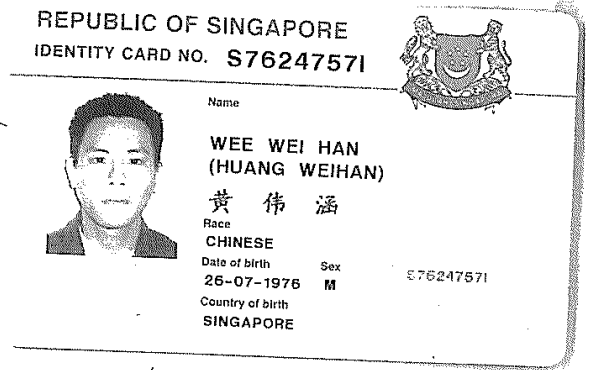 REPUBLIC OF SINGAPORE
IDENTITY CARD NO. S7624757I
Name
WEE WEI HAN
(HUANG WEIHAN)
黄 伟 涵
Race
CHINESE
Date of birth Sex
26-07-1976 M S7624757I
Country of birth
SINGAPORE